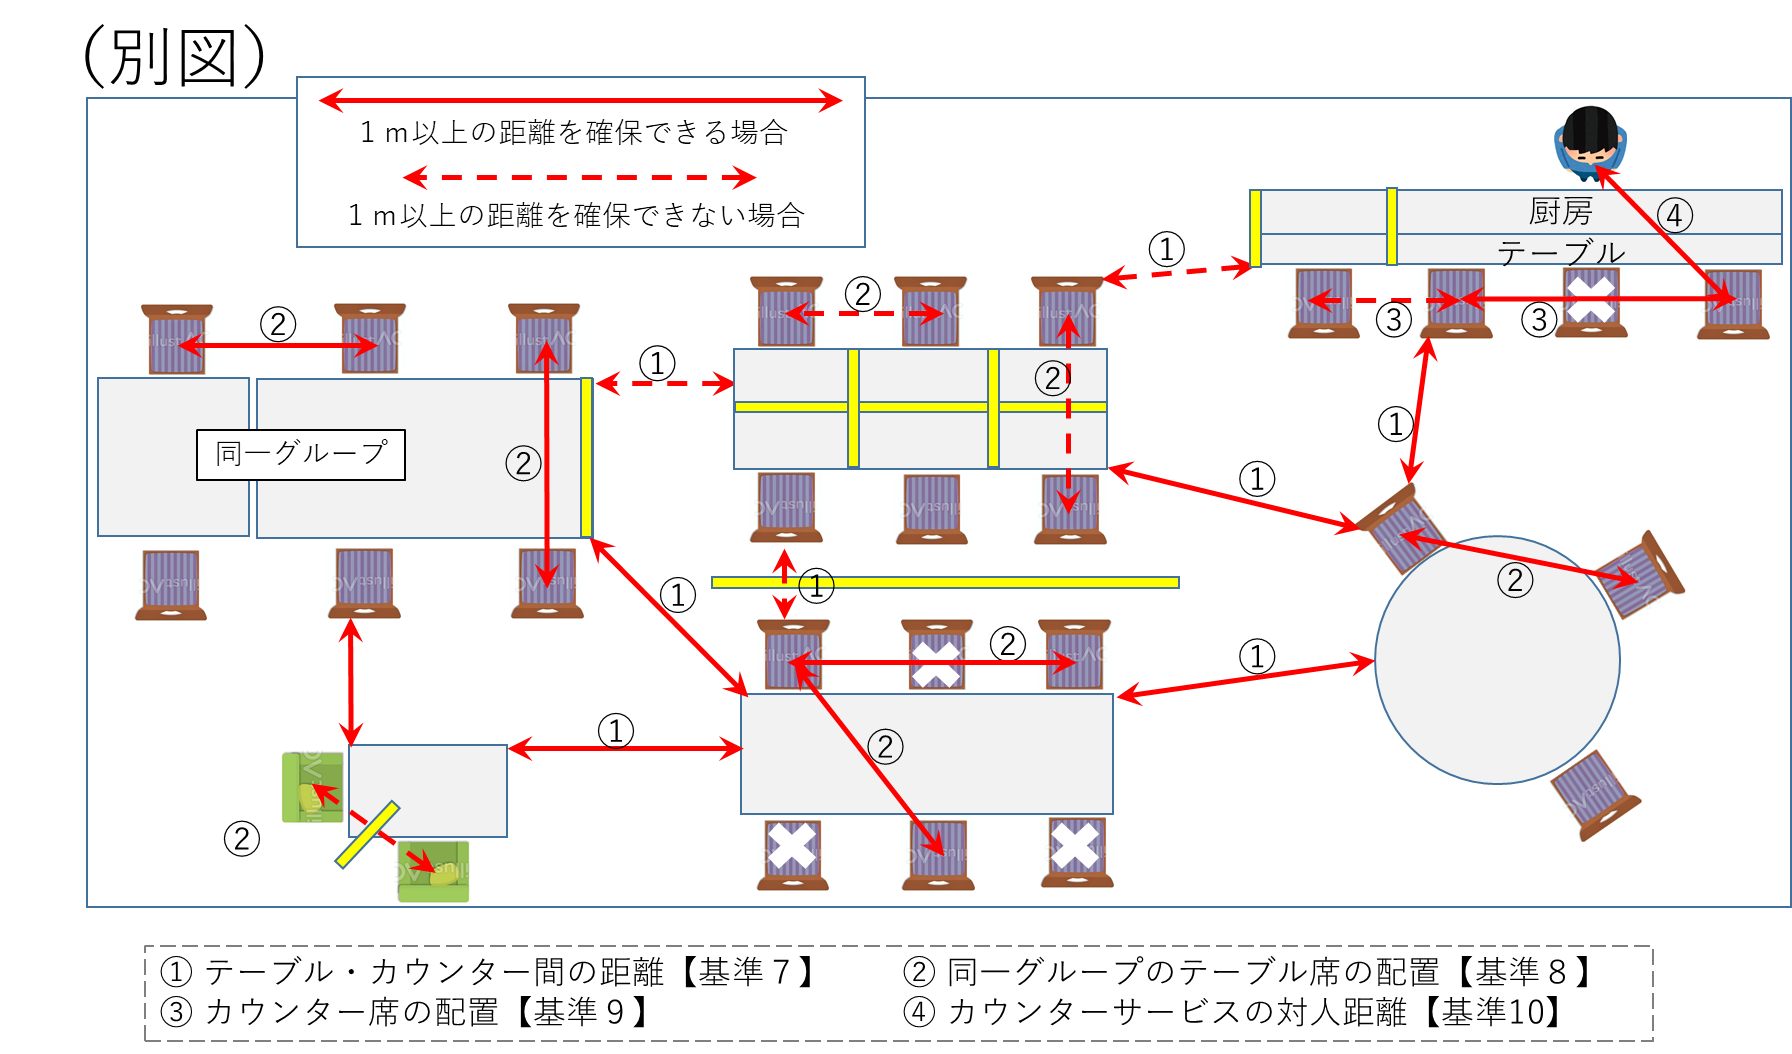 （別図）
１ｍ以上の距離を確保できる場合
１ｍ以上の距離を確保できない場合
厨房
④
①
テーブル
②
②
③
③
①
②
①
同一グループ
②
①
①
②
①
①
②
①
①
②
②
① テーブル・カウンター間の距離【基準７】
② 同一グループのテーブル席の配置【基準８】
③ カウンター席の配置【基準９】
④ カウンターサービスの対人距離【基準10】